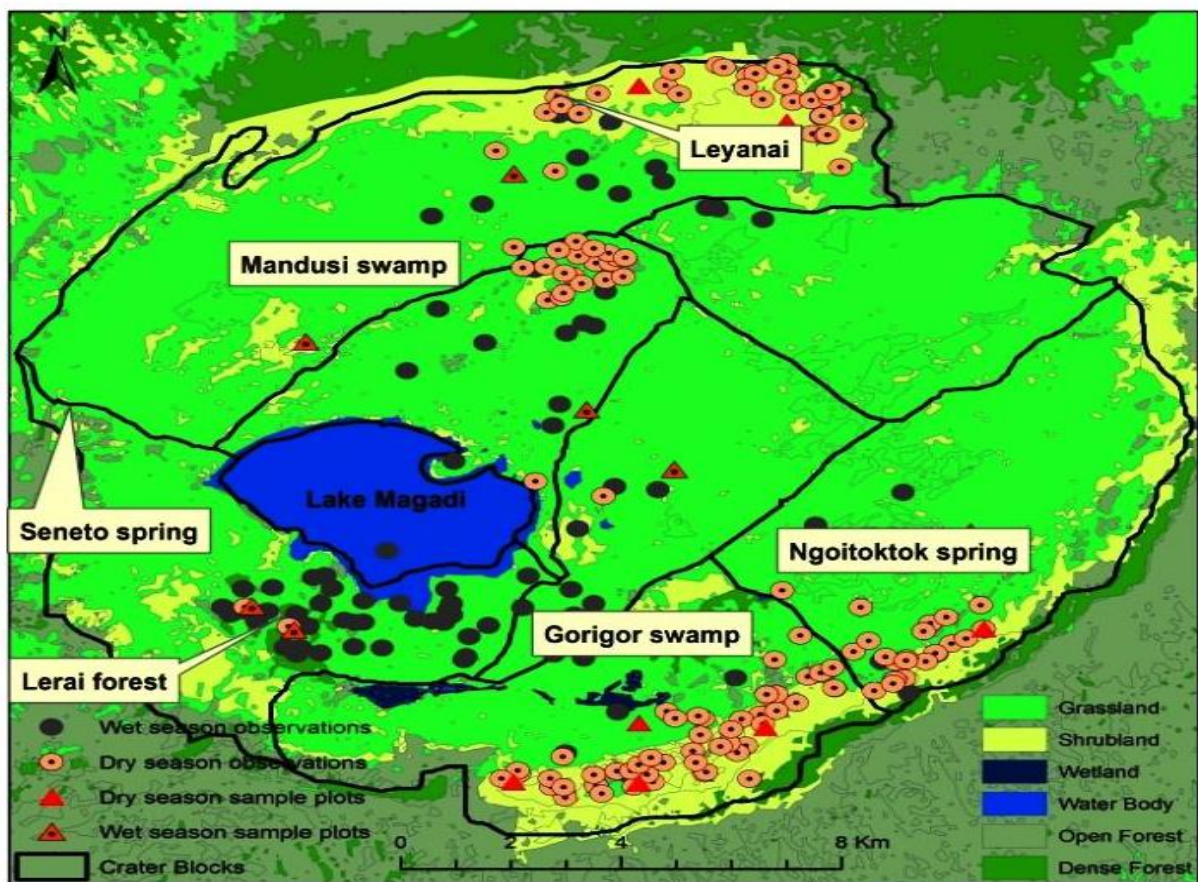 N
Leyanai
Mandusi swamp
Lake Magadi
Seneto spring
Ngoitoktok spring
Gorigor swamp
Lerai forest
Wet season observations
Dry season observations
Dry season sample plots
Wet season sample plots
Crater Blocks
0 2 4 8 Km
Grassland
Shrubland
Wetland
Water Body
Open Forest
Dense Forest